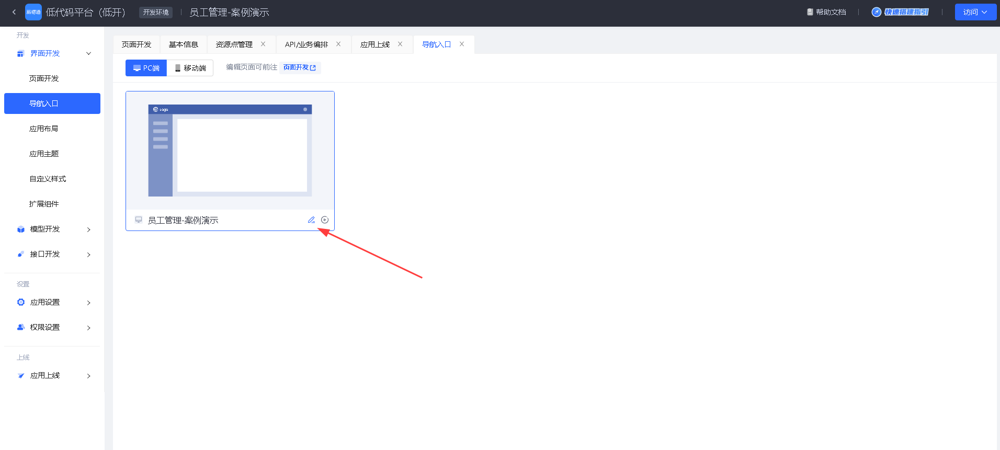 薪福通 低代码平台（低开） 开发环境 员工管理-案例演示 帮助文档 快速搭建指引 访问
开发
界面开发
页面开发
导航入口
应用布局
应用主题
自定义样式
扩展组件
模型开发
接口开发
设置
应用设置
权限设置
上线
应用上线
页面开发 基本信息 资源点管理 API/业务编排 应用上线 导航入口
PC端 移动端 编辑页面可前往 页面开发
Logo
员工管理-案例演示